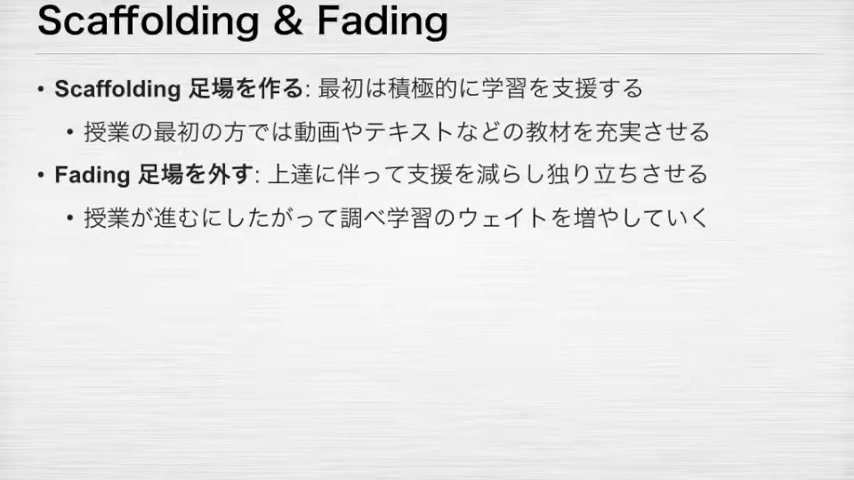 Scaffolding & Fading
• Scaffolding 足場を作る: 最初は積極的に学習を支援する
• 授業の最初の方では動画やテキストなどの教材を充実させる
• Fading 足場を外す: 上達に伴って支援を減らし独り立ちさせる
• 授業が進むにしたがって調べ学習のウェイトを増やしていく